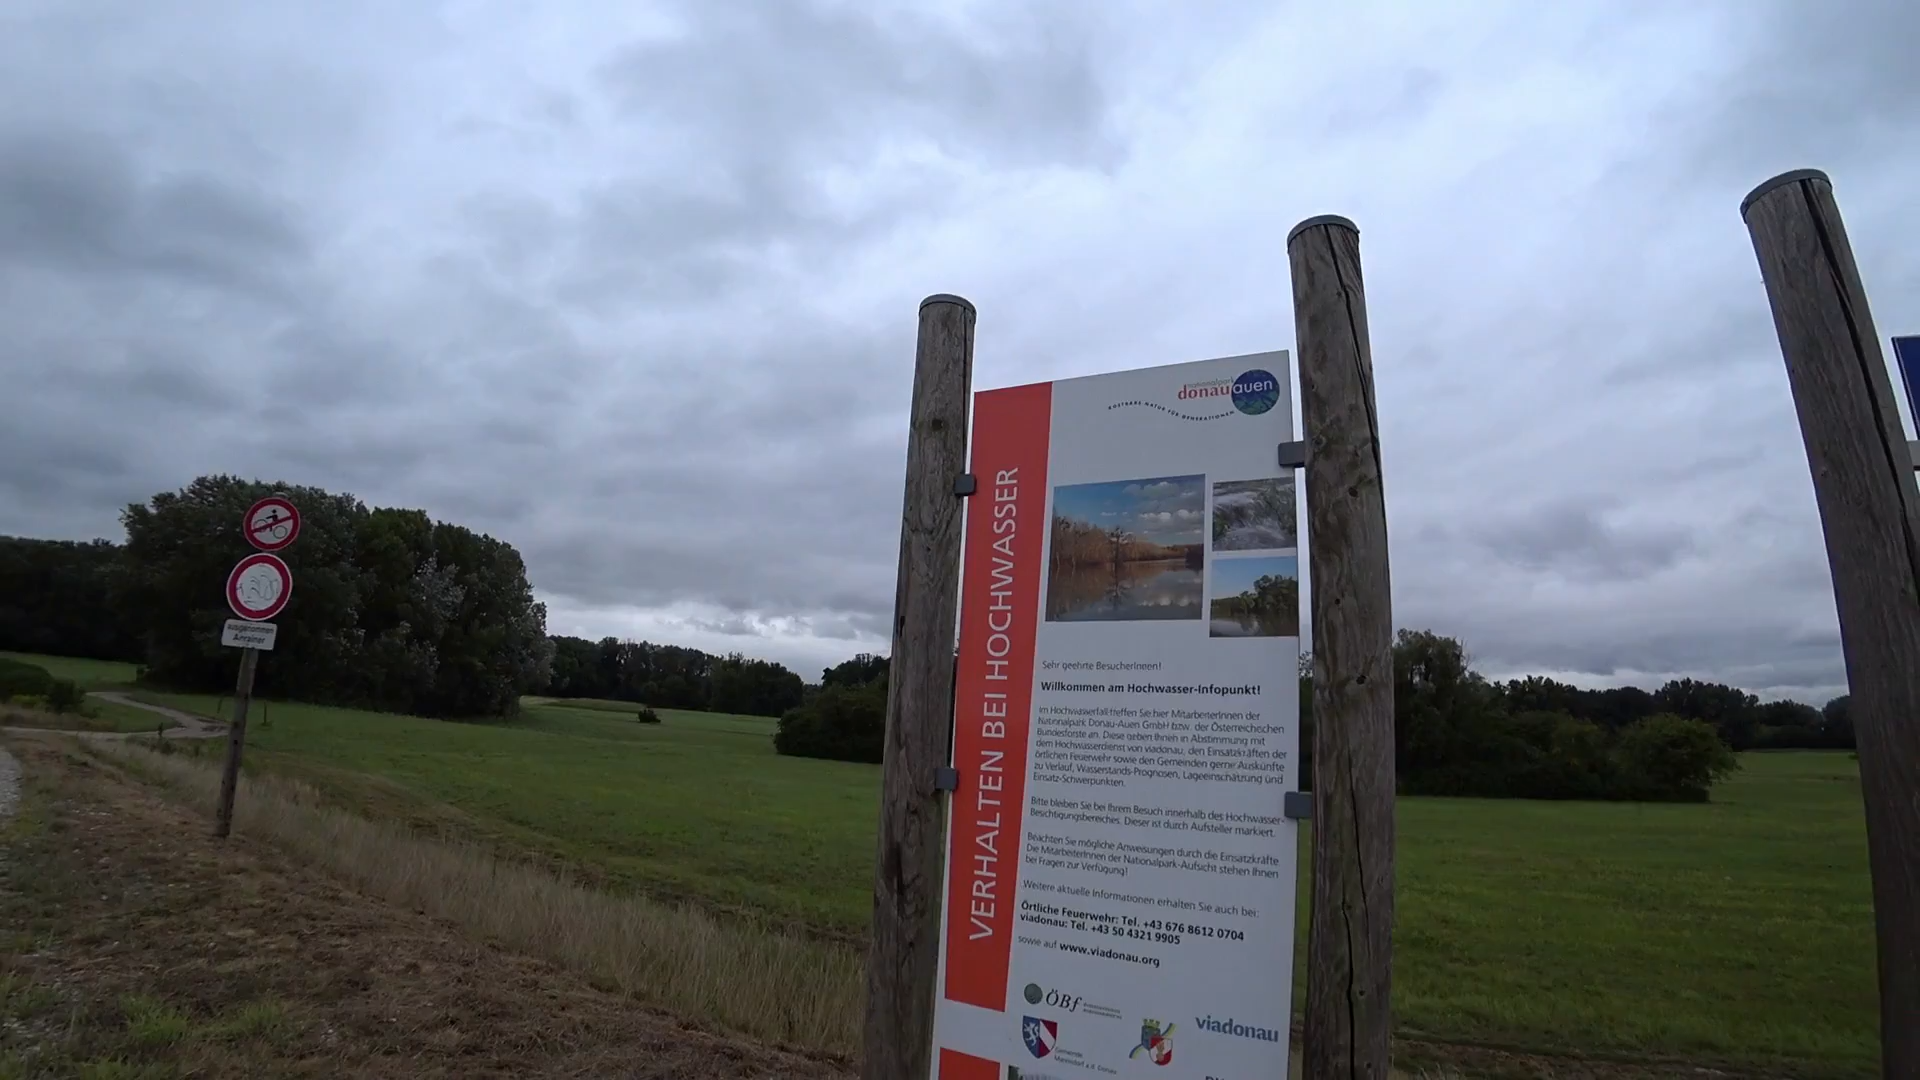 ausgenommen
Anrainer
nationalpark
donauauen
KOSTBARE NATUR FÜR GENERATIONEN
VERHALTEN BEI HOCHWASSER
Sehr geehrte BesucherInnen!
Willkommen am Hochwasser-Infopunkt!
Im Hochwasserfall treffen Sie hier MitarbeiterInnen der
Nationalpark Donau-Auen GmbH bzw. der Österreichischen
Bundesforste an. Diese geben Ihnen in Abstimmung mit
dem Hochwasserdienst von viadonau, den Einsatzkräften der
örtlichen Feuerwehr sowie den Gemeinden gerne Auskünfte
zu Verlauf, Wasserstands-Prognosen, Lageeinschätzung und
Einsatz-Schwerpunkten.
Bitte bleiben Sie bei Ihrem Besuch innerhalb des Hochwasser-
Besichtigungsbereiches. Dieser ist durch Aufsteller markiert.
Beachten Sie mögliche Anweisungen durch die Einsatzkräfte
Die MitarbeiterInnen der Nationalpark-Aufsicht stehen Ihnen
bei Fragen zur Verfügung!
Weitere aktuelle Informationen erhalten Sie auch bei:
Örtliche Feuerwehr: Tel. +43 676 8612 0704
viadonau: Tel. +43 50 4321 9905
sowie auf www.viadonau.org
ÖBf
Gemeinde
Mannsdorf a.d. Donau
viadonau